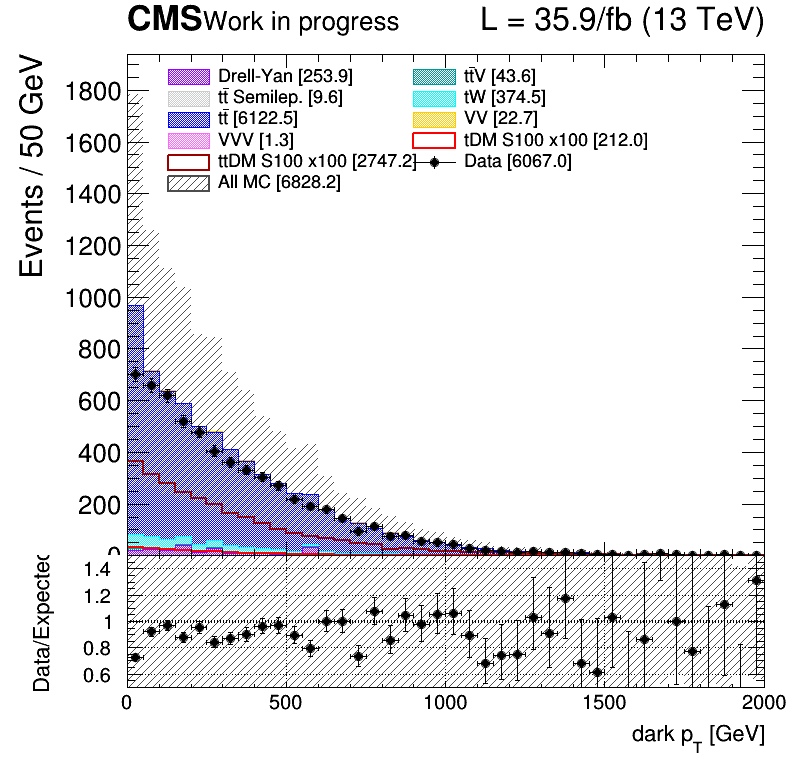 CMS Work in progress L = 35.9/fb (13 TeV)
Events / 50 GeV
Drell-Yan [253.9] tt̄V [43.6]
tt̄ Semilep. [9.6] tW [374.5]
tt̄ [6122.5] VV [22.7]
VVV [1.3] tDM S100 x100 [212.0]
ttDM S100 x100 [2747.2] Data [6067.0]
All MC [6828.2]
1800
1600
1400
1200
1000
800
600
400
200
0
Data/Expected
1.4
1.2
1
0.8
0.6
0 500 1000 1500 2000
dark p_T [GeV]